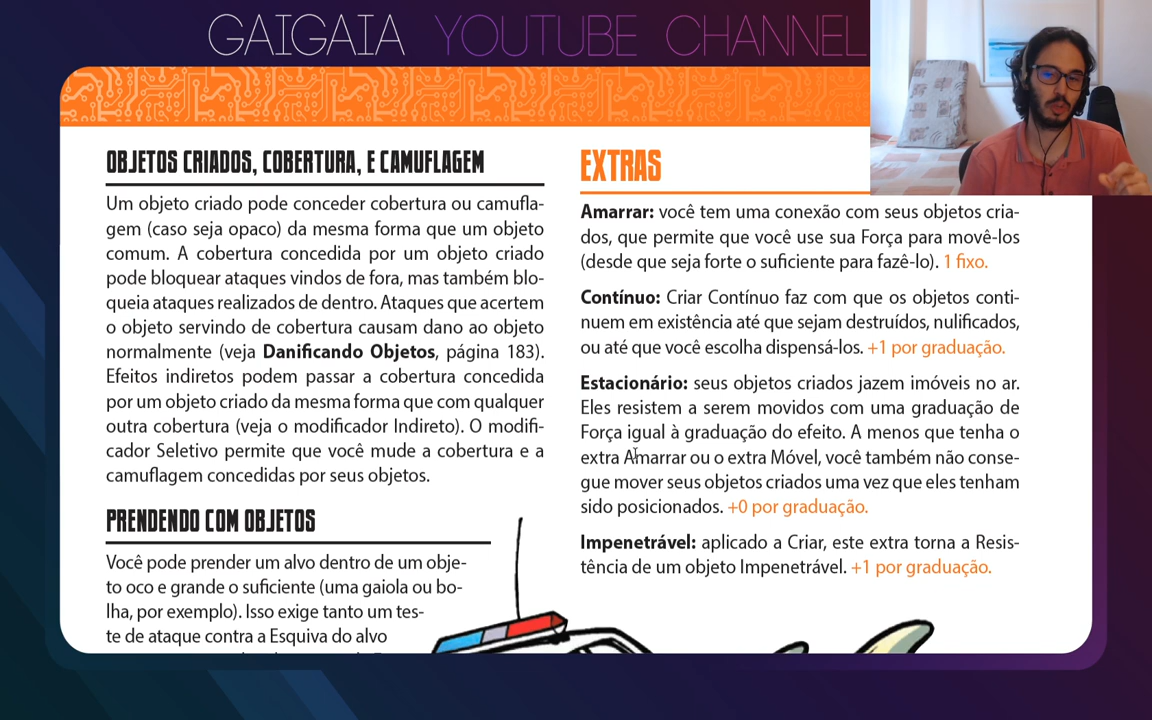 GAIGAIA YOUTUBE CHANNEL
OBJETOS CRIADOS, COBERTURA, E CAMUFLAGEM
Um objeto criado pode conceder cobertura ou camufla-
gem (caso seja opaco) da mesma forma que um objeto
comum. A cobertura concedida por um objeto criado
pode bloquear ataques vindos de fora, mas também blo-
queia ataques realizados de dentro. Ataques que acertem
o objeto servindo de cobertura causam dano ao objeto
normalmente (veja Danificando Objetos, página 183).
Efeitos indiretos podem passar a cobertura concedida
por um objeto criado da mesma forma que com qualquer
outra cobertura (veja o modificador Indireto). O modifi-
cador Seletivo permite que você mude a cobertura e a
camuflagem concedidas por seus objetos.
PRENDENDO COM OBJETOS
Você pode prender um alvo dentro de um obje-
to oco e grande o suficiente (uma gaiola ou bo-
lha, por exemplo). Isso exige tanto um tes-
te de ataque contra a Esquiva do alvo
EXTRAS
Amarrar: você tem uma conexão com seus objetos cria-
dos, que permite que você use sua Força para movê-los
(desde que seja forte o suficiente para fazê-lo). 1 fixo.
Contínuo: Criar Contínuo faz com que os objetos conti-
nuem em existência até que sejam destruídos, nulificados,
ou até que você escolha dispensá-los. +1 por graduação.
Estacionário: seus objetos criados jazem imóveis no ar.
Eles resistem a serem movidos com uma graduação de
Força igual à graduação do efeito. A menos que tenha o
extra Amarrar ou o extra Móvel, você também não conse-
gue mover seus objetos criados uma vez que eles tenham
sido posicionados. +0 por graduação.
Impenetrável: aplicado a Criar, este extra torna a Resis-
tência de um objeto Impenetrável. +1 por graduação.